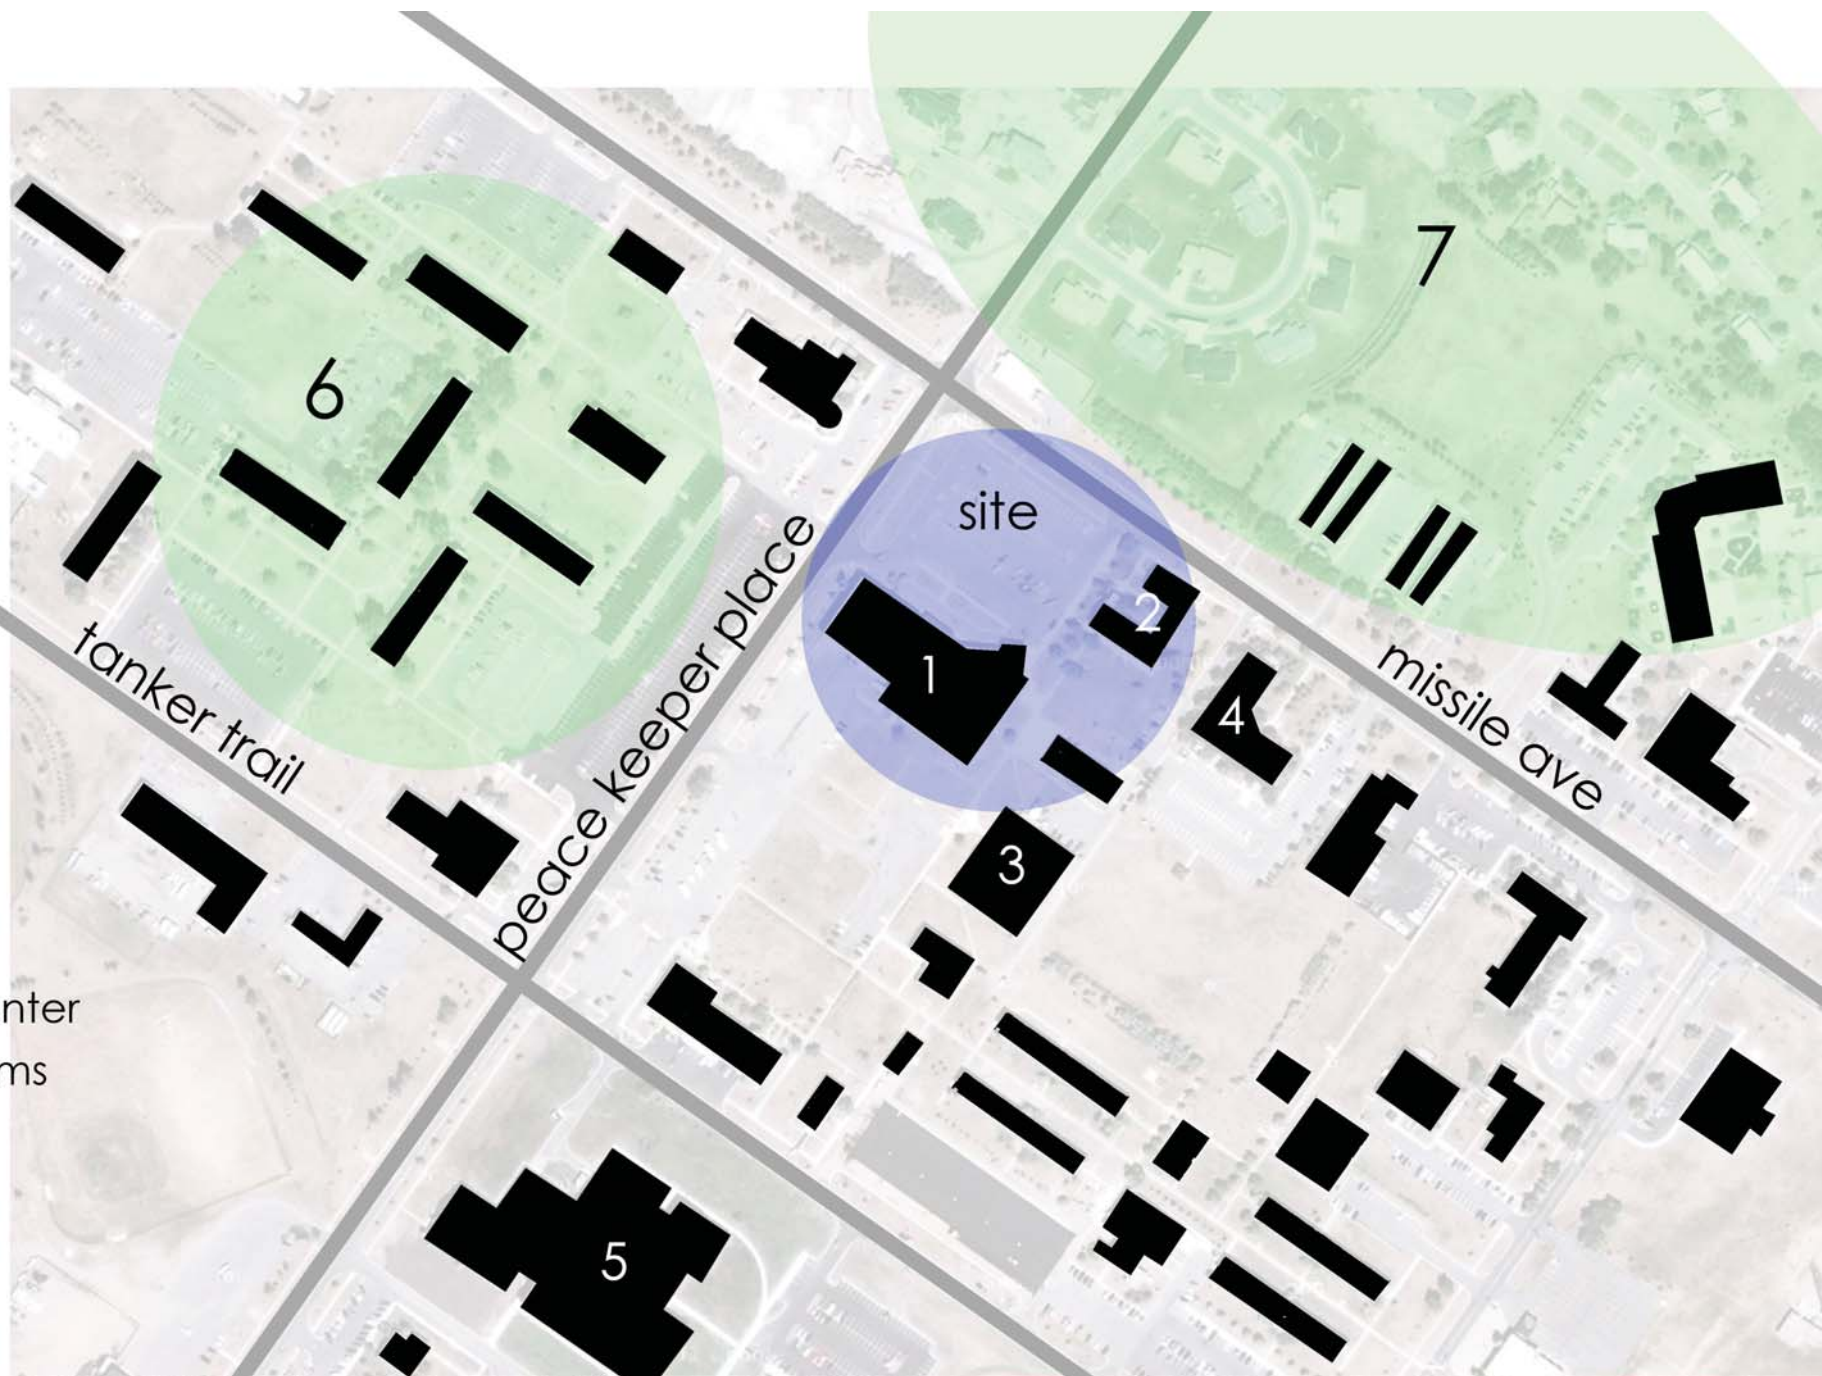 7
6
site
2
1
4
peace keeper place
tanker trail
missile ave
3
nter
ms
5